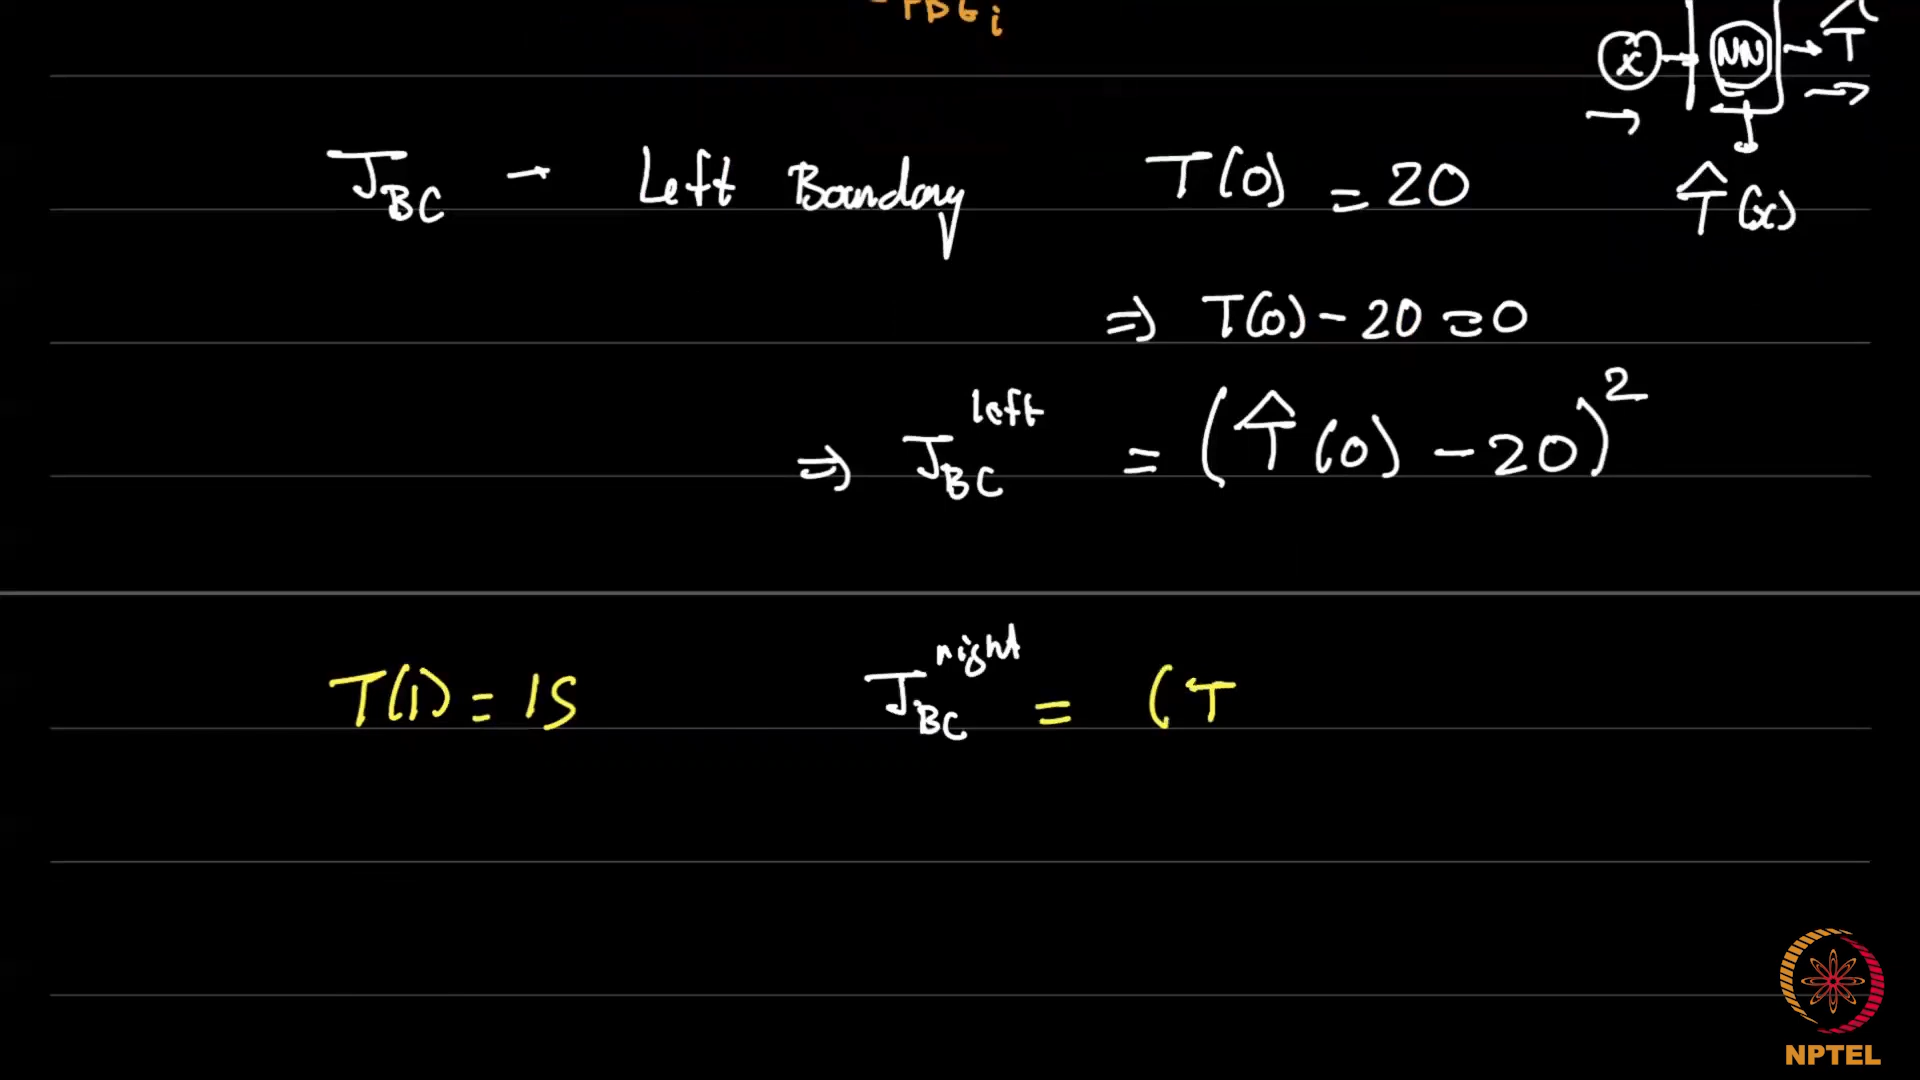 x → NN → T̂
J_BC - Left Boundary T(0) = 20 T̂(x)
⇒ T(0) - 20 = 0
⇒ J_BC^left = (T̂(0) - 20)^2
T(1) = 15 J_BC^right = (T
NPTEL